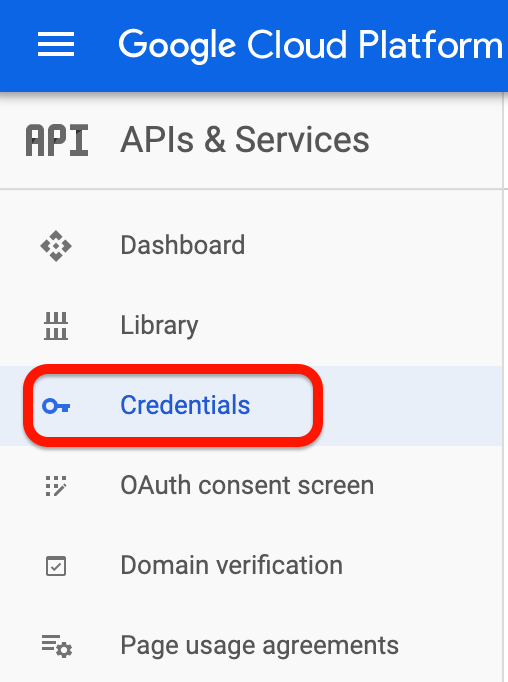 Google Cloud Platform
API APIs & Services
Dashboard
Library
Credentials
OAuth consent screen
Domain verification
Page usage agreements